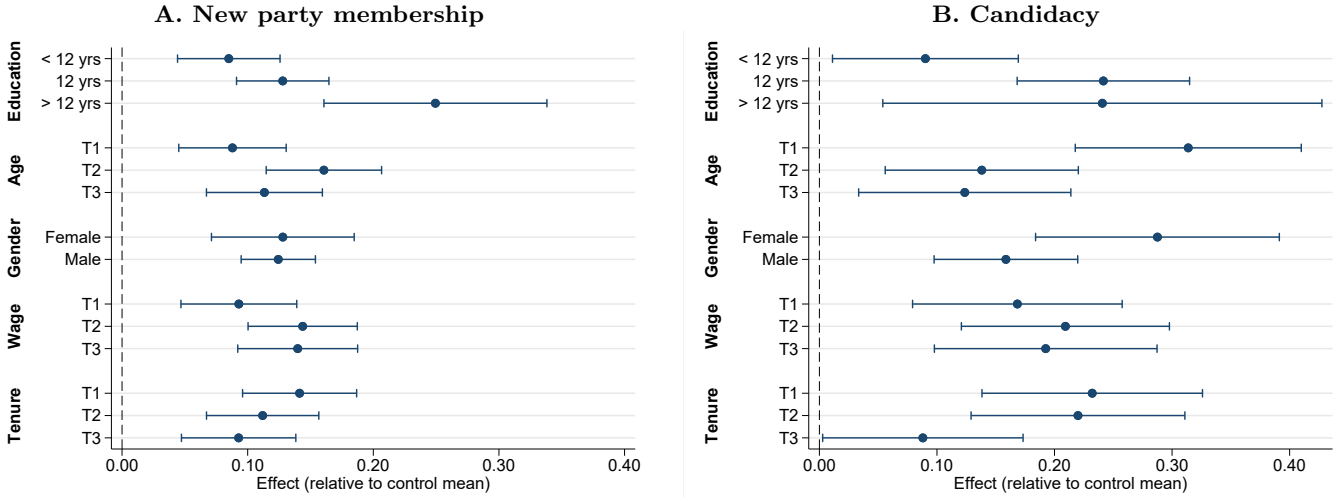 A. New party membership
Education
< 12 yrs
12 yrs
> 12 yrs
Age
T1
T2
T3
Gender
Female
Male
Wage
T1
T2
T3
Tenure
T1
T2
T3
0.00 0.10 0.20 0.30 0.40
Effect (relative to control mean)
B. Candidacy
Education
< 12 yrs
12 yrs
> 12 yrs
Age
T1
T2
T3
Gender
Female
Male
Wage
T1
T2
T3
Tenure
T1
T2
T3
0.00 0.10 0.20 0.30 0.40
Effect (relative to control mean)